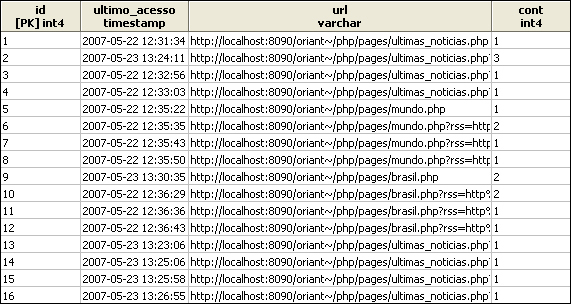 id ultimo_acesso url cont
[PK] int4 timestamp varchar int4
1 2007-05-22 12:31:34 http://localhost:8090/oriant~/php/pages/ultimas_noticias.php 1
2 2007-05-23 13:24:11 http://localhost:8090/oriant~/php/pages/ultimas_noticias.php? 3
3 2007-05-22 12:32:56 http://localhost:8090/oriant~/php/pages/ultimas_noticias.php? 1
4 2007-05-22 12:33:03 http://localhost:8090/oriant~/php/pages/ultimas_noticias.php? 1
5 2007-05-22 12:35:22 http://localhost:8090/oriant~/php/pages/mundo.php 1
6 2007-05-22 12:35:35 http://localhost:8090/oriant~/php/pages/mundo.php?rss=http 2
7 2007-05-22 12:35:43 http://localhost:8090/oriant~/php/pages/mundo.php?rss=http 1
8 2007-05-22 12:35:50 http://localhost:8090/oriant~/php/pages/mundo.php?rss=http 1
9 2007-05-23 13:30:35 http://localhost:8090/oriant~/php/pages/brasil.php 2
10 2007-05-22 12:36:29 http://localhost:8090/oriant~/php/pages/brasil.php?rss=http% 2
11 2007-05-22 12:36:36 http://localhost:8090/oriant~/php/pages/brasil.php?rss=http% 1
12 2007-05-22 12:36:43 http://localhost:8090/oriant~/php/pages/brasil.php?rss=http% 1
13 2007-05-23 13:23:06 http://localhost:8090/oriant~/php/pages/ultimas_noticias.php? 1
14 2007-05-23 13:25:06 http://localhost:8090/oriant~/php/pages/ultimas_noticias.php? 1
15 2007-05-23 13:25:58 http://localhost:8090/oriant~/php/pages/ultimas_noticias.php? 1
16 2007-05-23 13:26:55 http://localhost:8090/oriant~/php/pages/ultimas_noticias.php? 1